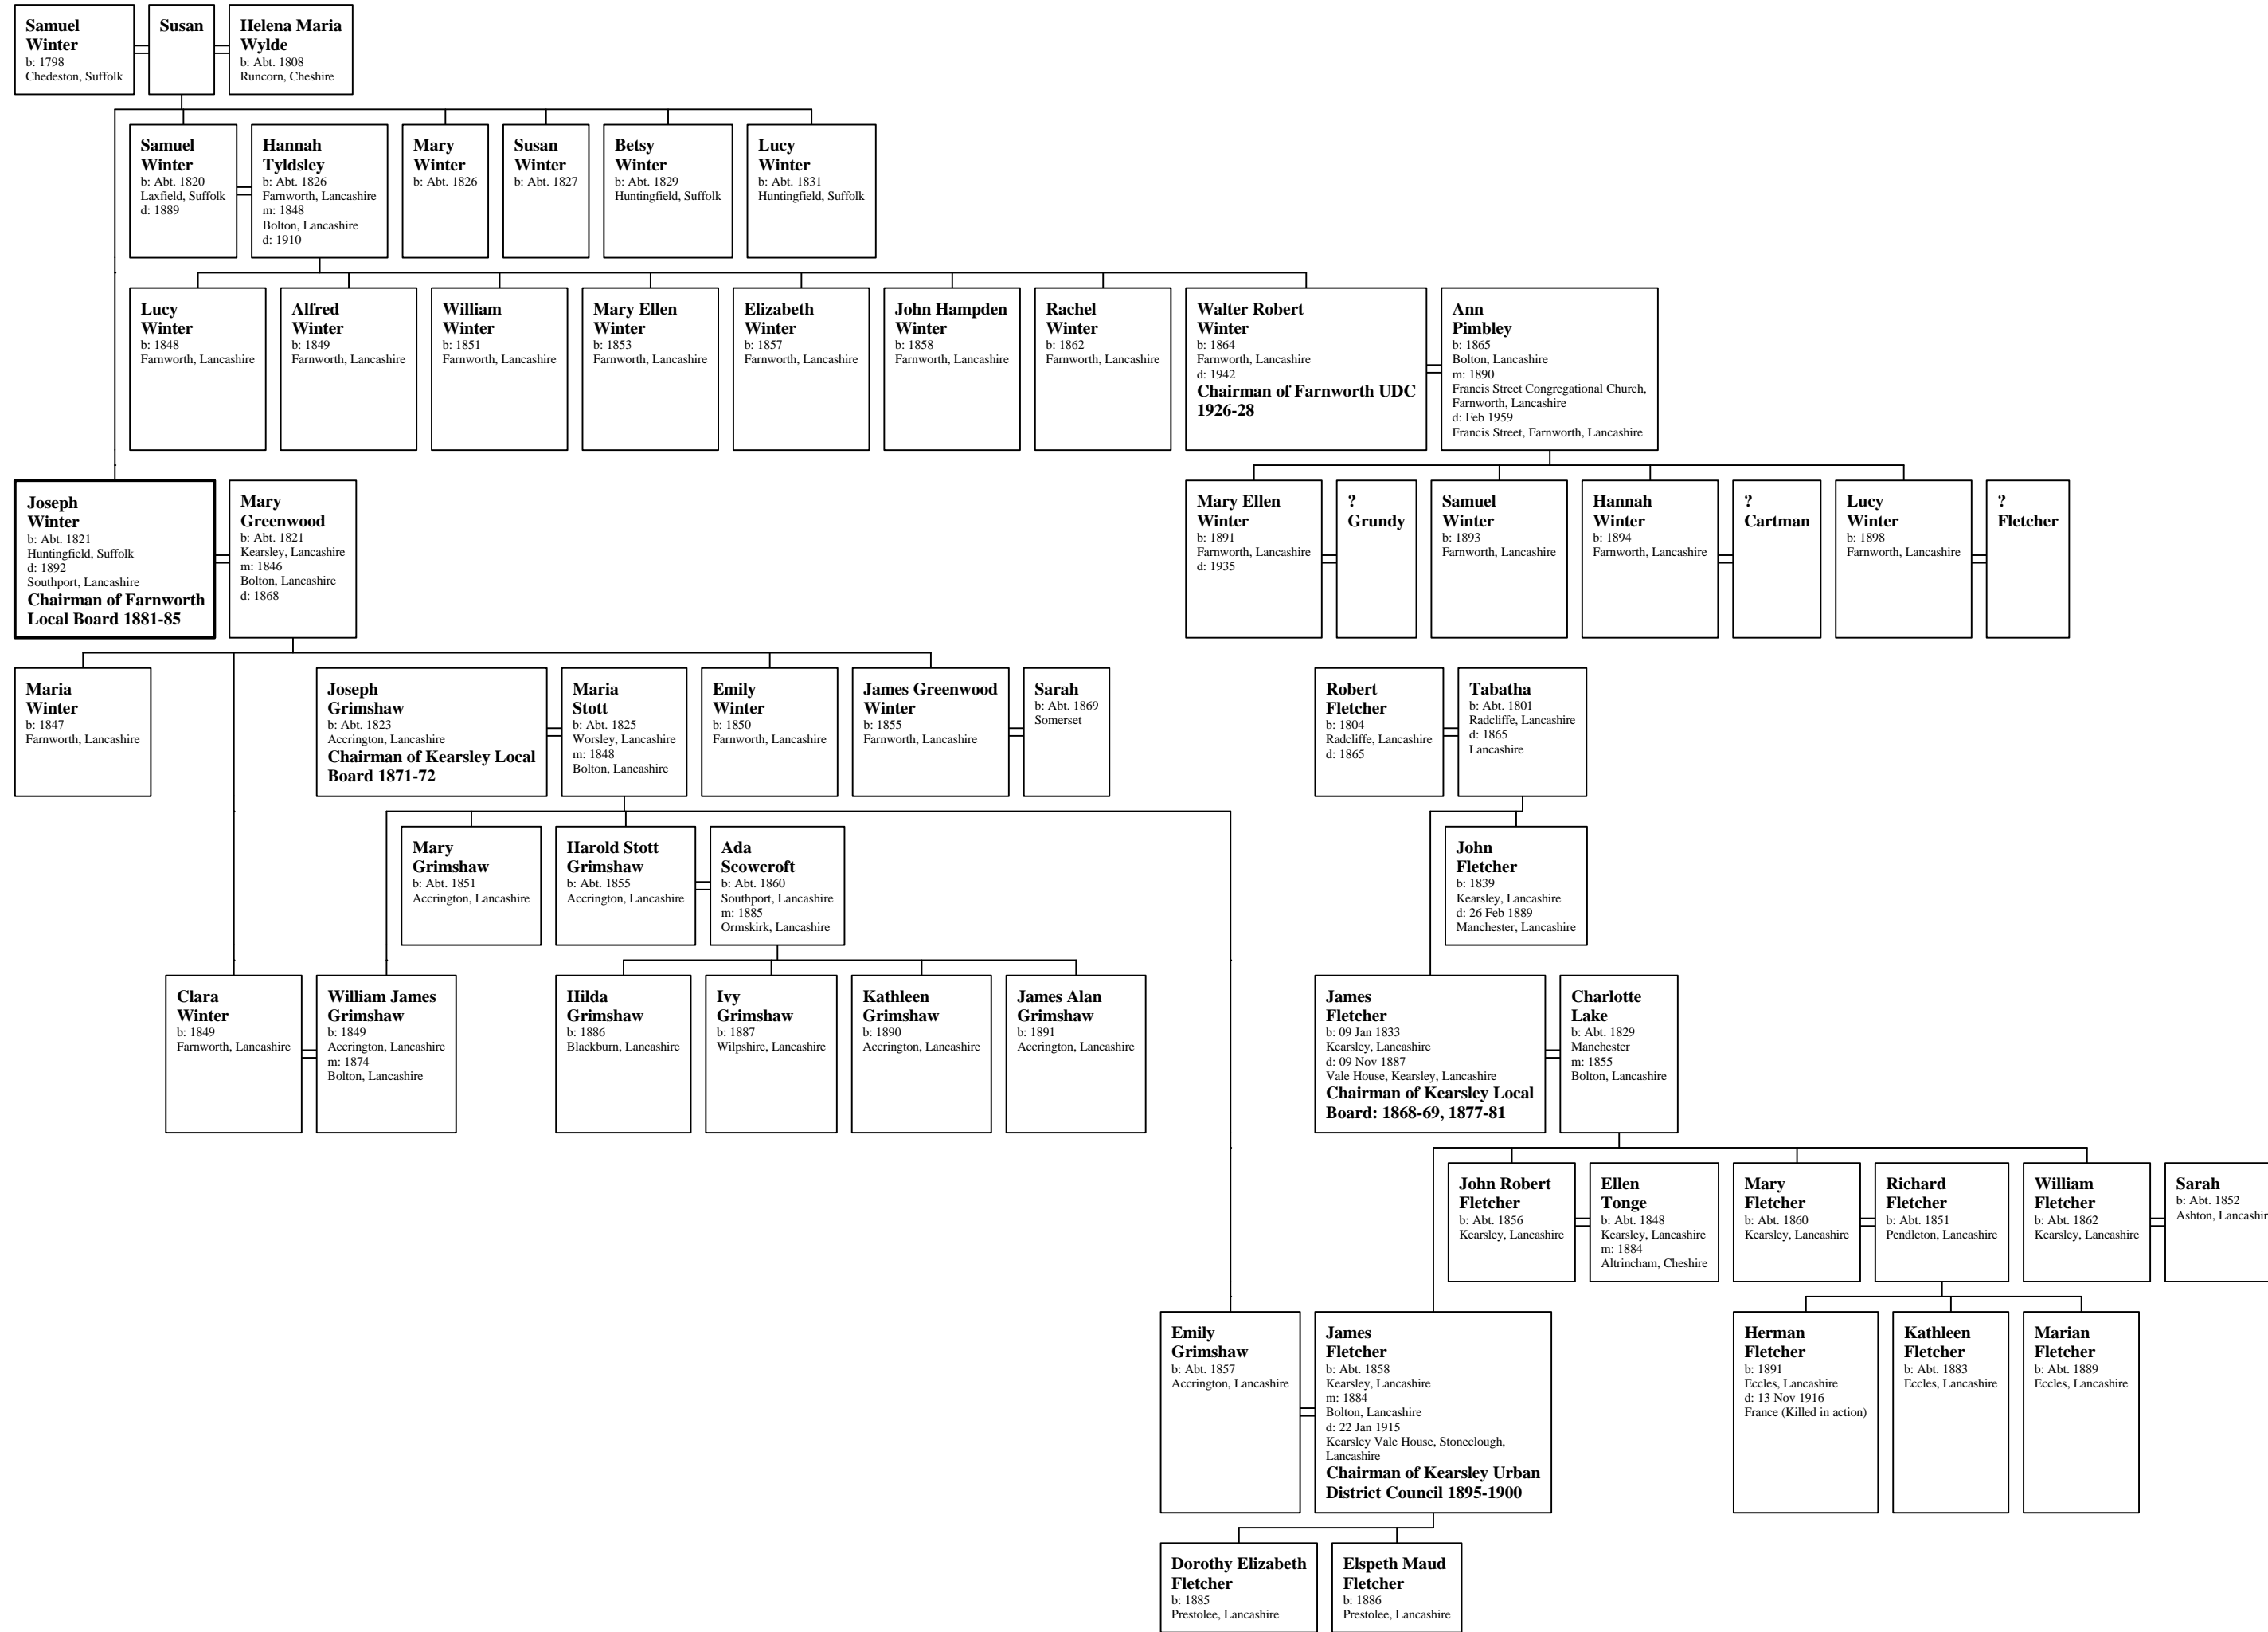 Samuel
Winter
b: 1798
Chedeston, Suffolk
Susan
Helena Maria
Wylde
b: Abt. 1808
Runcorn, Cheshire
Samuel
Winter
b: Abt. 1820
Laxfield, Suffolk
d: 1889
Hannah
Tyldsley
b: Abt. 1826
Farnworth, Lancashire
m: 1848
Bolton, Lancashire
d: 1910
Mary
Winter
b: Abt. 1826
Susan
Winter
b: Abt. 1827
Betsy
Winter
b: Abt. 1829
Huntingfield, Suffolk
Lucy
Winter
b: Abt. 1831
Huntingfield, Suffolk
Lucy
Winter
b: 1848
Farnworth, Lancashire
Alfred
Winter
b: 1849
Farnworth, Lancashire
William
Winter
b: 1851
Farnworth, Lancashire
Mary Ellen
Winter
b: 1853
Farnworth, Lancashire
Elizabeth
Winter
b: 1857
Farnworth, Lancashire
John Hampden
Winter
b: 1858
Farnworth, Lancashire
Rachel
Winter
b: 1862
Farnworth, Lancashire
Walter Robert
Winter
b: 1864
Farnworth, Lancashire
d: 1942
Chairman of Farnworth UDC
1926-28
Ann
Pimbley
b: 1865
Bolton, Lancashire
m: 1890
Francis Street Congregational Church,
Farnworth, Lancashire
d: Feb 1959
Francis Street, Farnworth, Lancashire
Joseph
Winter
b: Abt. 1821
Huntingfield, Suffolk
d: 1892
Southport, Lancashire
Chairman of Farnworth
Local Board 1881-85
Mary
Greenwood
b: Abt. 1821
Kearsley, Lancashire
m: 1846
Bolton, Lancashire
d: 1868
Mary Ellen
Winter
b: 1891
Farnworth, Lancashire
d: 1935
?
Grundy
Samuel
Winter
b: 1893
Farnworth, Lancashire
Hannah
Winter
b: 1894
Farnworth, Lancashire
?
Cartman
Lucy
Winter
b: 1898
Farnworth, Lancashire
?
Fletcher
Maria
Winter
b: 1847
Farnworth, Lancashire
Joseph
Grimshaw
b: Abt. 1823
Accrington, Lancashire
Chairman of Kearsley Local
Board 1871-72
Maria
Stott
b: Abt. 1825
Worsley, Lancashire
m: 1848
Bolton, Lancashire
Emily
Winter
b: 1850
Farnworth, Lancashire
James Greenwood
Winter
b: 1855
Farnworth, Lancashire
Sarah
b: Abt. 1869
Somerset
Robert
Fletcher
b: 1804
Radcliffe, Lancashire
d: 1865
Tabatha
b: Abt. 1801
Radcliffe, Lancashire
d: 1865
Lancashire
Mary
Grimshaw
b: Abt. 1851
Accrington, Lancashire
Harold Stott
Grimshaw
b: Abt. 1855
Accrington, Lancashire
Ada
Scowcroft
b: Abt. 1860
Southport, Lancashire
m: 1885
Ormskirk, Lancashire
John
Fletcher
b: 1839
Kearsley, Lancashire
d: 26 Feb 1889
Manchester, Lancashire
Clara
Winter
b: 1849
Farnworth, Lancashire
William James
Grimshaw
b: 1849
Accrington, Lancashire
m: 1874
Bolton, Lancashire
Hilda
Grimshaw
b: 1886
Blackburn, Lancashire
Ivy
Grimshaw
b: 1887
Wilpshire, Lancashire
Kathleen
Grimshaw
b: 1890
Accrington, Lancashire
James Alan
Grimshaw
b: 1891
Accrington, Lancashire
James
Fletcher
b: 09 Jan 1833
Kearsley, Lancashire
d: 09 Nov 1887
Vale House, Kearsley, Lancashire
Chairman of Kearsley Local
Board: 1868-69, 1877-81
Charlotte
Lake
b: Abt. 1829
Manchester
m: 1855
Bolton, Lancashire
John Robert
Fletcher
b: Abt. 1856
Kearsley, Lancashire
Ellen
Tonge
b: Abt. 1848
Kearsley, Lancashire
m: 1884
Altrincham, Cheshire
Mary
Fletcher
b: Abt. 1860
Kearsley, Lancashire
Richard
Fletcher
b: Abt. 1851
Pendleton, Lancashire
William
Fletcher
b: Abt. 1862
Kearsley, Lancashire
Sarah
b: Abt. 1852
Ashton, Lancashir
Emily
Grimshaw
b: Abt. 1857
Accrington, Lancashire
James
Fletcher
b: Abt. 1858
Kearsley, Lancashire
m: 1884
Bolton, Lancashire
d: 22 Jan 1915
Kearsley Vale House, Stoneclough,
Lancashire
Chairman of Kearsley Urban
District Council 1895-1900
Herman
Fletcher
b: 1891
Eccles, Lancashire
d: 13 Nov 1916
France (Killed in action)
Kathleen
Fletcher
b: Abt. 1883
Eccles, Lancashire
Marian
Fletcher
b: Abt. 1889
Eccles, Lancashire
Dorothy Elizabeth
Fletcher
b: 1885
Prestolee, Lancashire
Elspeth Maud
Fletcher
b: 1886
Prestolee, Lancashire